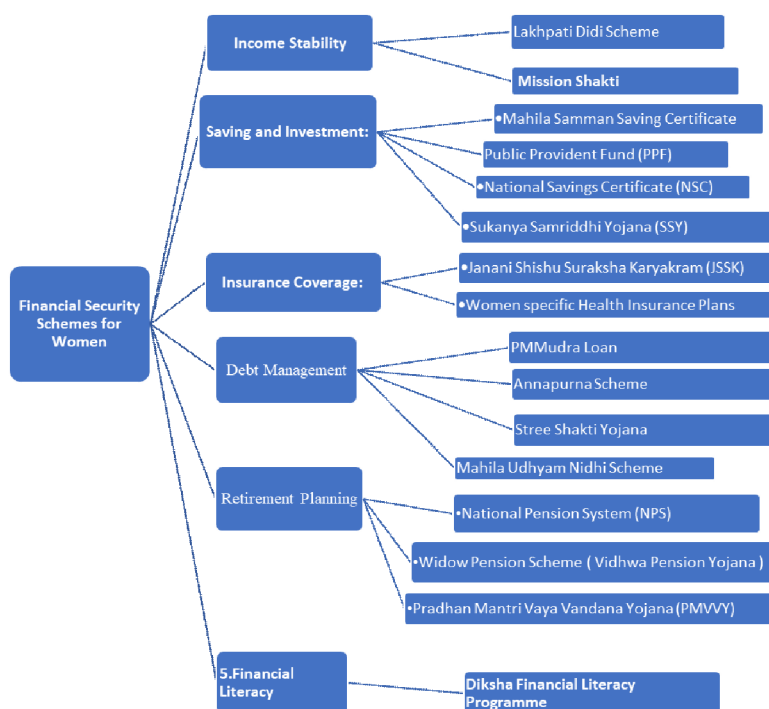 Financial Security
Schemes for
Women
Income Stability
Lakhpati Didi Scheme
Mission Shakti
Saving and Investment:
•Mahila Samman Saving Certificate
Public Provident Fund (PPF)
•National Savings Certificate (NSC)
•Sukanya Samriddhi Yojana (SSY)
Insurance Coverage:
•Janani Shishu Suraksha Karyakram (JSSK)
•Women specific Health Insurance Plans
Debt Management
PMMudra Loan
Annapurna Scheme
Stree Shakti Yojana
Mahila Udhyam Nidhi Scheme
Retirement Planning
•National Pension System (NPS)
•Widow Pension Scheme ( Vidhwa Pension Yojana )
•Pradhan Mantri Vaya Vandana Yojana (PMVVY)
5.Financial
Literacy
Diksha Financial Literacy
Programme